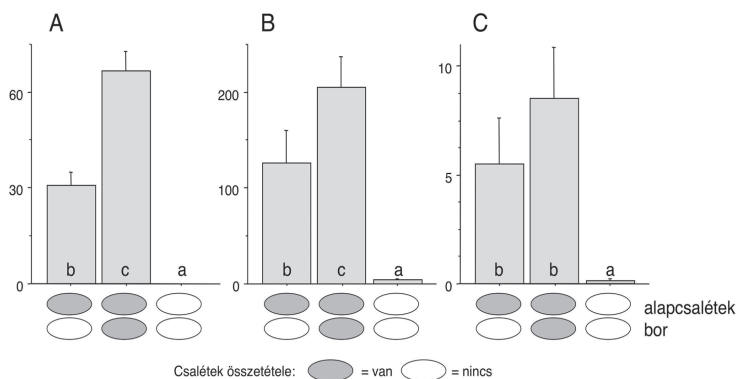 A B C
60
30
0
b c a
200
100
0
b c a
10
5
0
b b a
alapcsalétek
bor
Csalétek összetétele: = van = nincs